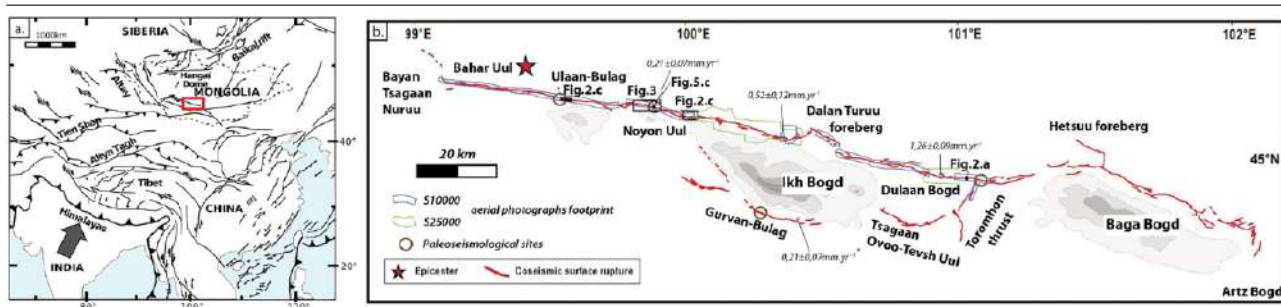 a.
1000km
SIBERIA
Baikal rift
Altai
Hangai
Dome
MONGOLIA
Tien Shan
Altyn Tagh
Tibet
CHINA
Himalayas
INDIA
40°
20°
80°
100°
120°
b.
99°E
100°E
101°E
102°E
Bahar Uul
Bayan
Tsagaan
Nuruu
Ulaan-Bulag
Fig.2.c
0,21±0,07mm.yr⁻¹
Fig.3
Fig.5.c
Fig.2.c
Noyon Uul
0,52±0,12mm.yr⁻¹
Dalan Turuu
foreberg
Hetsuu foreberg
1,26±0,09mm.yr⁻¹
Fig.2.a
45°N
20 km
Ikh Bogd
Dulaan Bogd
S10000
S25000
aerial photographs footprint
Paleoseismological sites
Gurvan-Bulag
0,21±0,07mm.yr⁻¹
Tsagaan
Ovoo-Tevsh Uul
Toromhon
thrust
Baga Bogd
Epicenter
Coseismic surface rupture
Artz Bogd